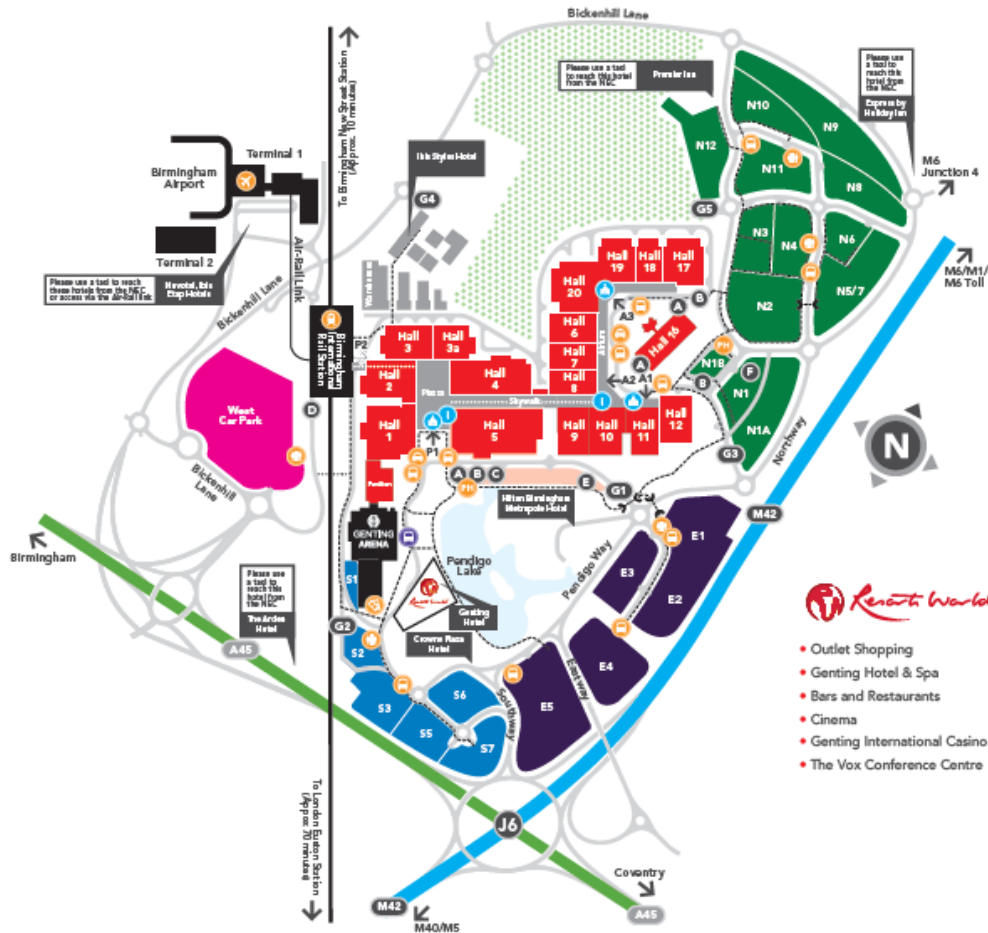 Bickenhill Lane
To Birmingham New Street Station
(Approx. 10 minutes)
Please use a taxi
to reach this hotel
from the NEC
Premier Inn
Please use
a taxi to
reach this
hotel from
the NEC
Express by
Holiday Inn
N10
N9
N12
N11
N8
M6
Junction 4
Terminal 1
Birmingham
Airport
Ibis Styles Hotel
G4
G5
N3
N4
N6
Terminal 2
Air-Rail Link
Please use a taxi to reach
these hotels from the NEC
or access via the Air-Rail link
Novotel, Ibis
Etap Hotels
Bickenhill Lane
Warehouse
Hall
19
Hall
18
Hall
17
Hall
20
A
B
A3
N2
N5/7
M6/M1/
M6 Toll
Birmingham
International
Rail Station
P2
Hall
3
Hall
3a
Hall
6
Hall
7
Hall
8
Atrium
Hall 16
A
A2
A1
PH
N1B
B
F
N1
N1A
Hall
2
Hall
4
Plaza
Skywalk
i
i
Hall
1
Hall
5
Hall
9
Hall
10
Hall
11
Hall
12
West
Car Park
D
P1
G3
Northway
N
Bickenhill
Lane
Pavilion
A
B
C
E
G1
PH
Hilton Birmingham
Metropole Hotel
M42
GENTING
ARENA
Pendigo
Lake
Pendigo Way
E1
E3
E2
Birmingham
Please use
a taxi to
reach this
hotel from
the NEC
The Arden
Hotel
S1
Resorts World
Genting
Hotel
Crowne Plaza
Hotel
G2
A45
S2
S6
S3
S5
S7
Southway
Eastway
E4
E5
Resorts World
• Outlet Shopping
• Genting Hotel & Spa
• Bars and Restaurants
• Cinema
• Genting International Casino
• The Vox Conference Centre
To London Euston Station
(Approx. 70 minutes)
J6
Coventry
M42
M40/M5
A45